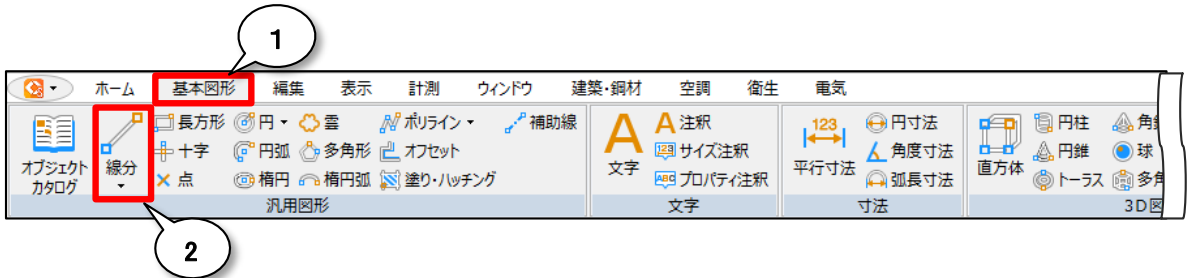 1
ホーム 基本図形 編集 表示 計測 ウィンドウ 建築・鋼材 空調 衛生 電気
オブジェクト
カタログ
線分
長方形 円 雲 ポリライン 補助線
十字 円弧 多角形 オフセット
点 楕円 楕円弧 塗り・ハッチング
汎用図形
A
文字
A 注釈
123 サイズ注釈
ABC プロパティ注釈
文字
123
平行寸法
円寸法
角度寸法
弧長寸法
寸法
直方体
円柱
円錐 球
トーラス
3D
2